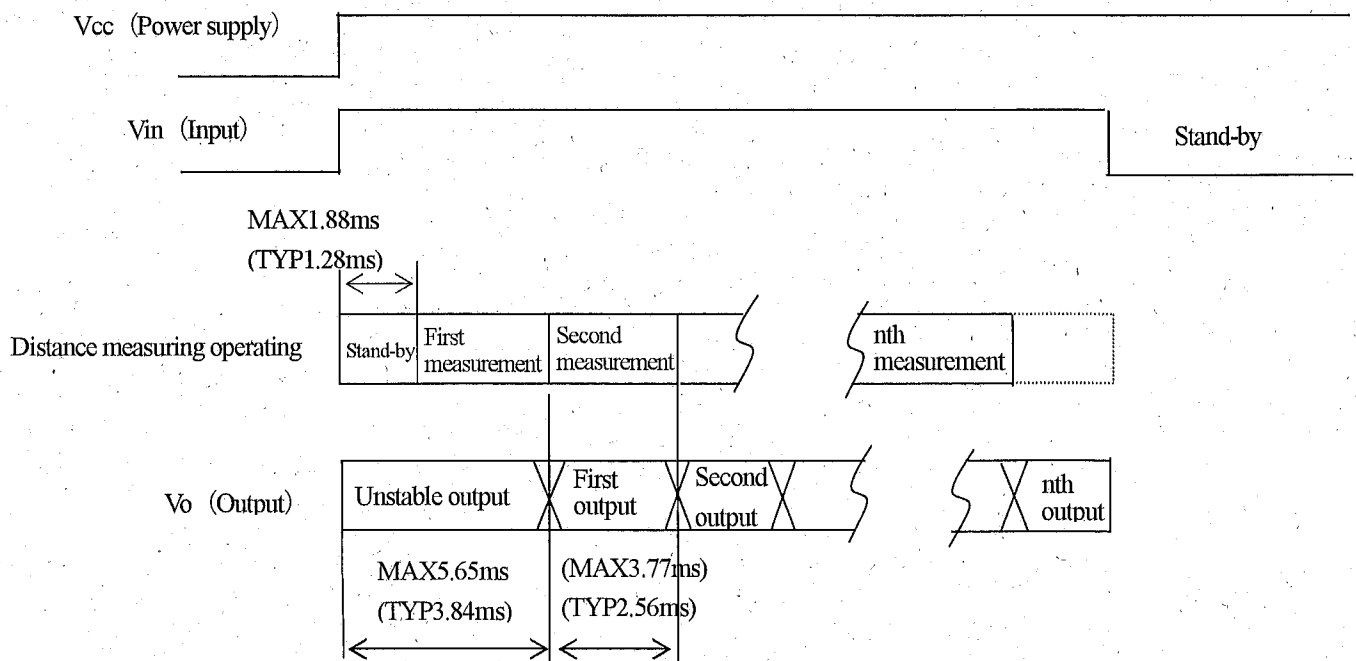 Vcc (Power supply)
Vin (Input)
Stand-by
MAX1.88ms
(TYP1.28ms)
Distance measuring operating
Stand-by
First
measurement
Second
measurement
nth
measurement
Vo (Output)
Unstable output
First
output
Second
output
nth
output
MAX5.65ms
(TYP3.84ms)
(MAX3.77ms)
(TYP2.56ms)